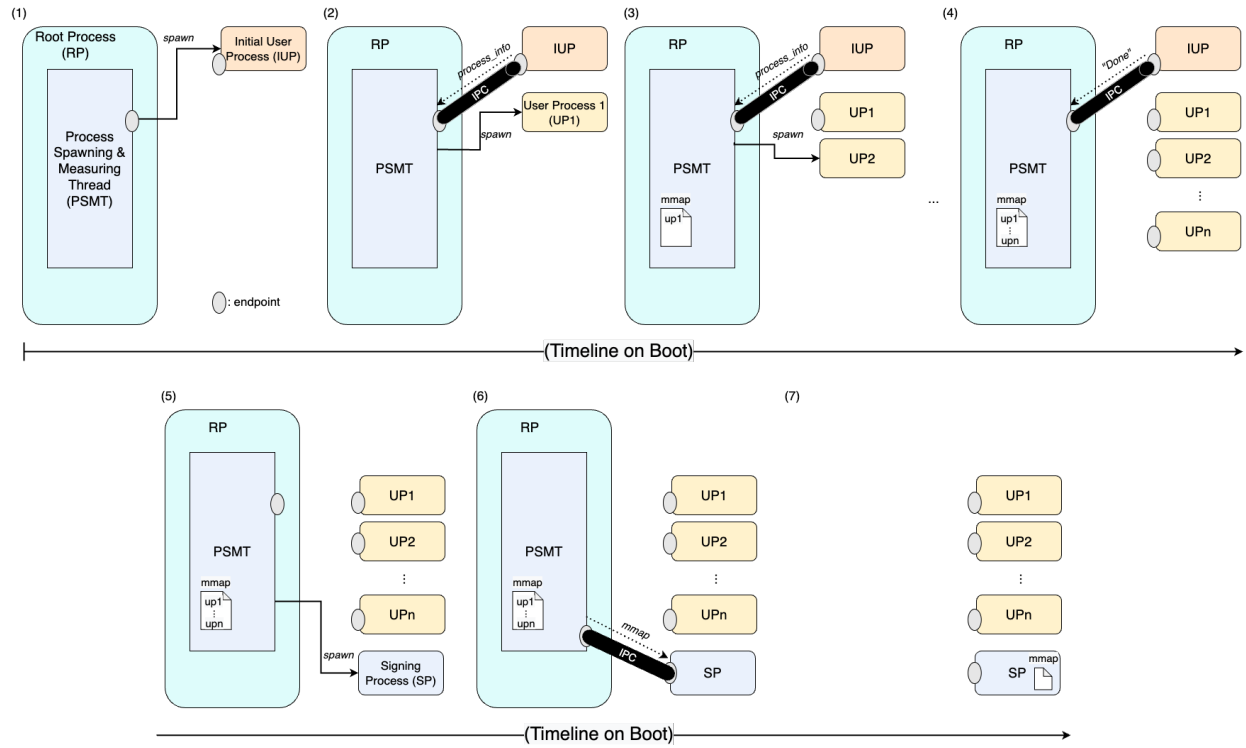 (1)
Root Process
(RP)
spawn
Initial User
Process (IUP)
Process
Spawning &
Measuring
Thread
(PSMT)
: endpoint
(2)
RP
IUP
process_info
IPC
User Process 1
(UP1)
spawn
PSMT
(3)
RP
IUP
process_info
IPC
UP1
spawn
UP2
PSMT
mmap
up1
...
(4)
RP
IUP
"Done"
IPC
UP1
UP2
UPn
PSMT
mmap
up1
upn
(Timeline on Boot)
(5)
RP
UP1
UP2
UPn
PSMT
mmap
up1
upn
spawn
Signing
Process (SP)
(6)
RP
UP1
UP2
UPn
PSMT
mmap
up1
upn
mmap
IPC
SP
(7)
UP1
UP2
UPn
SP
mmap
(Timeline on Boot)